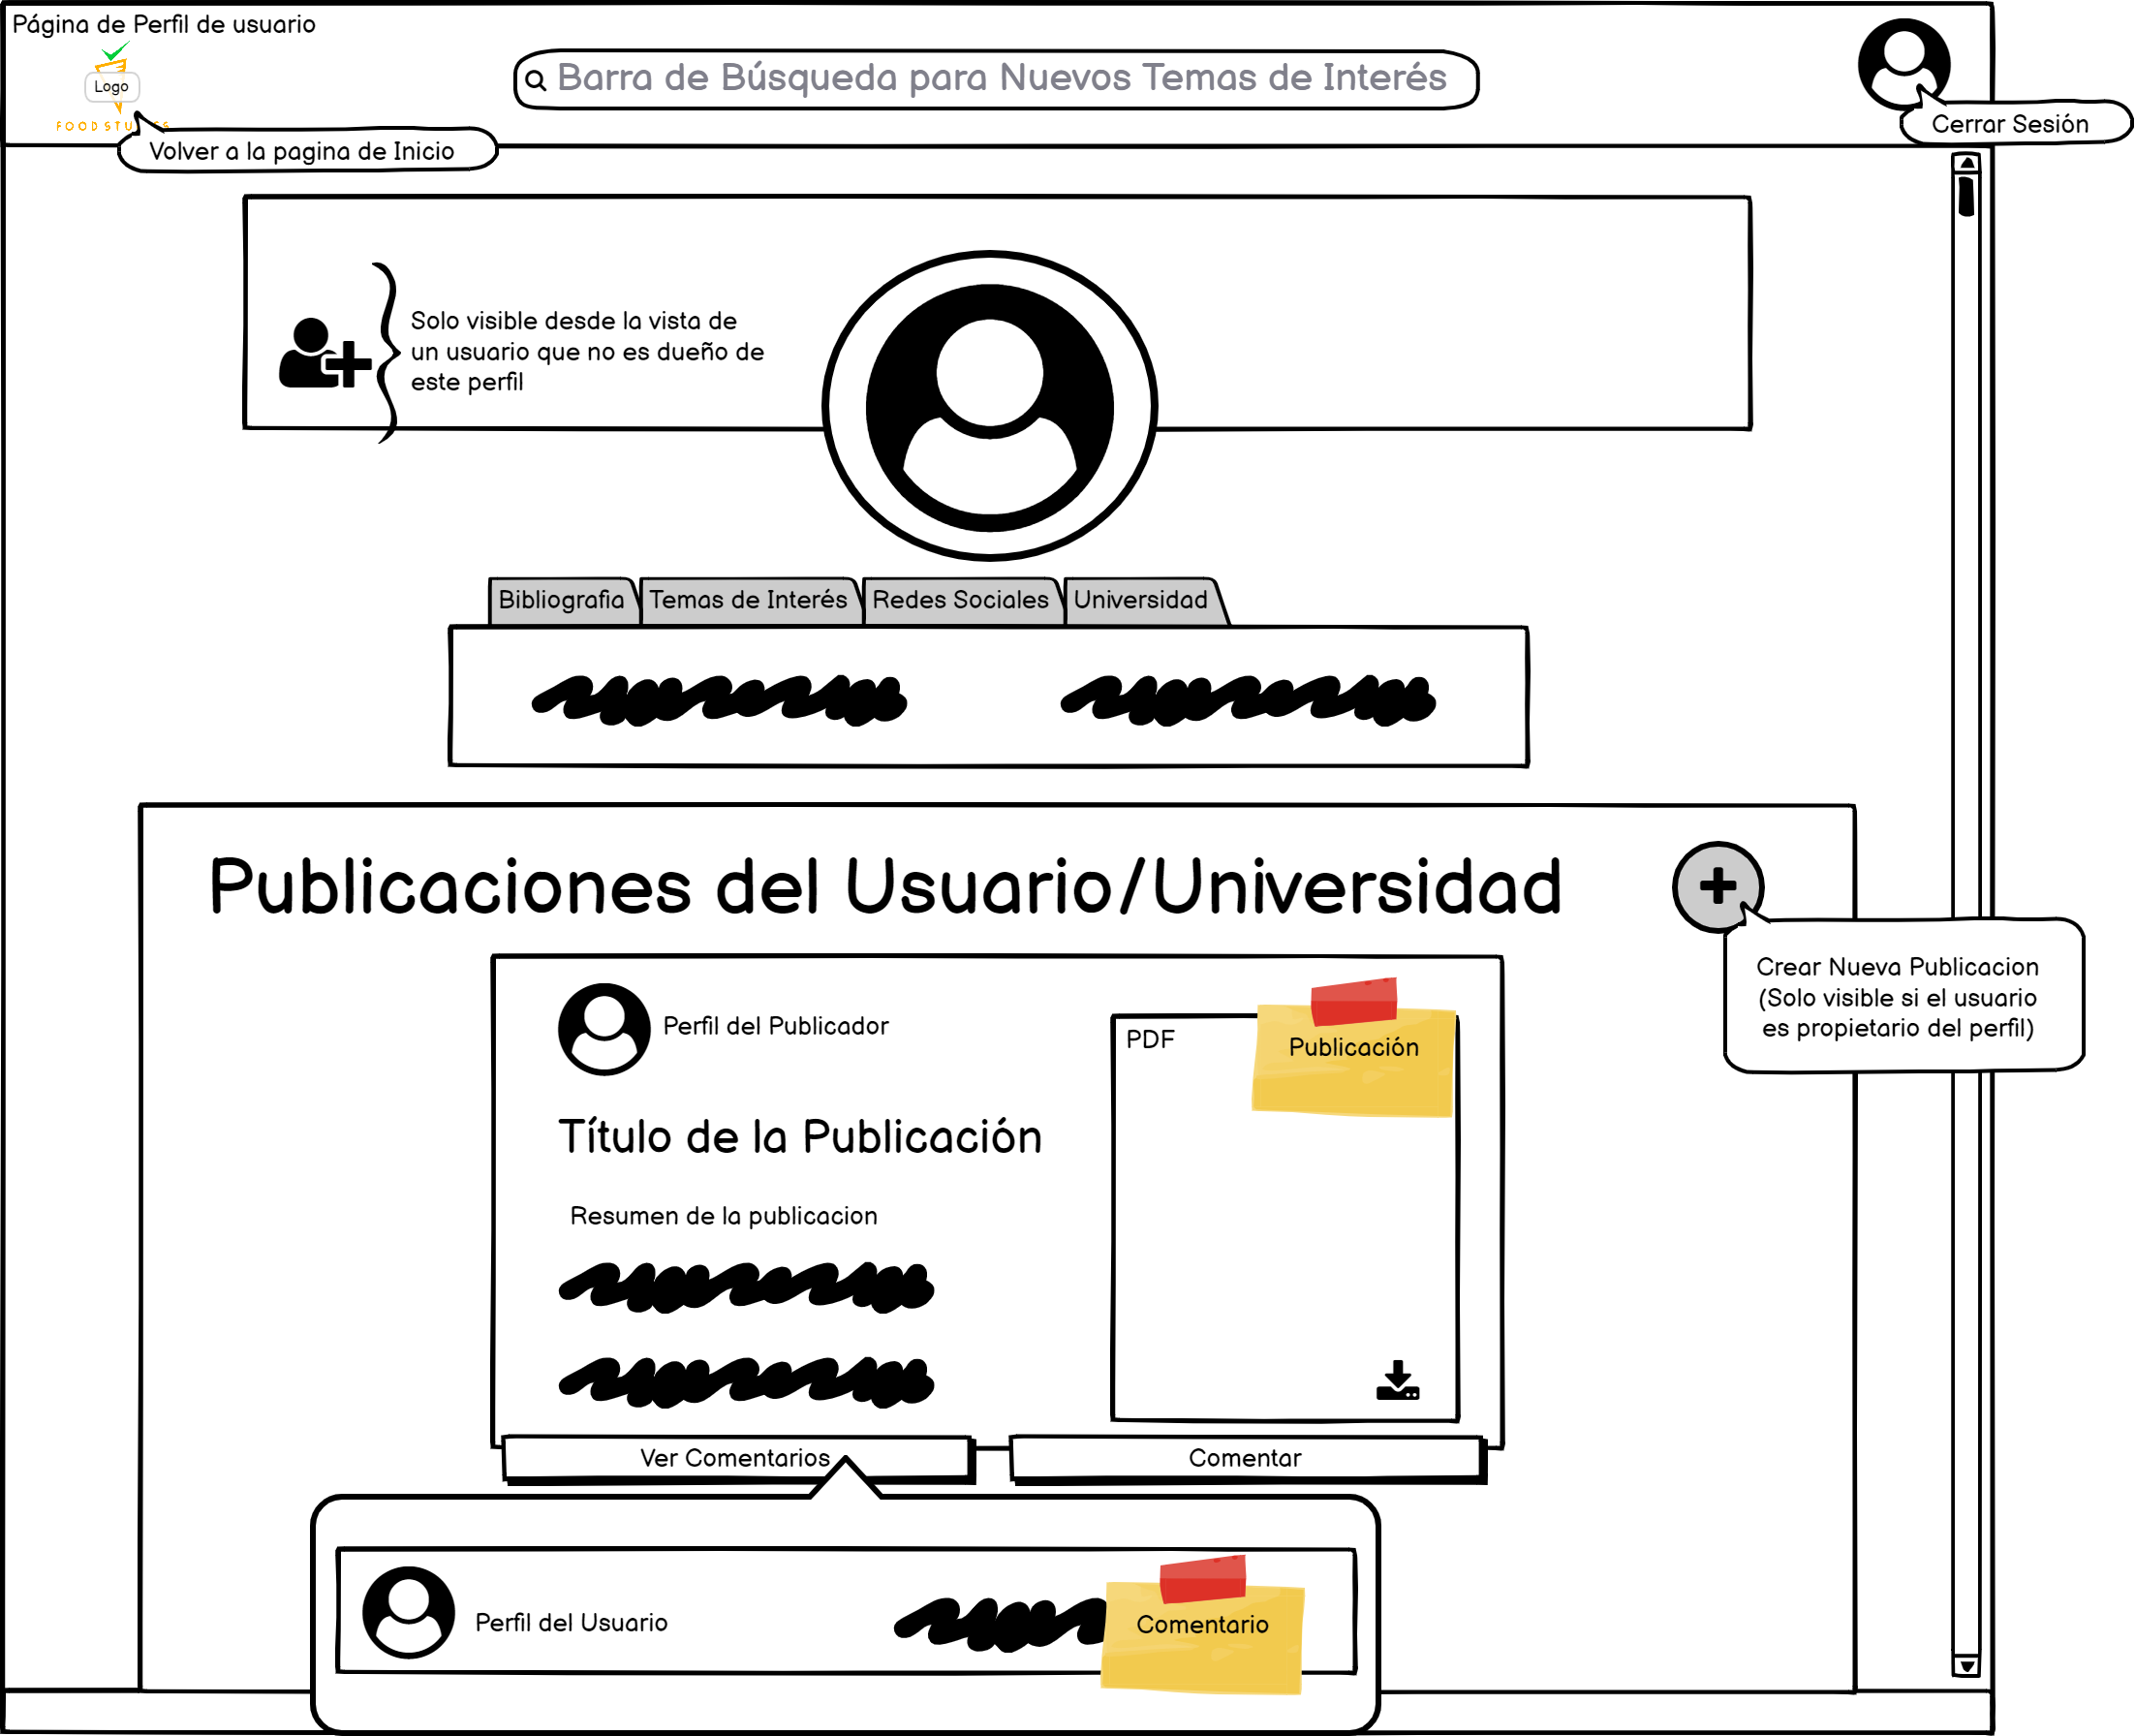 Página de Perfil de usuario
Logo
Barra de Búsqueda para Nuevos Temas de Interés
Cerrar Sesión
Volver a la pagina de Inicio
Solo visible desde la vista de
un usuario que no es dueño de
este perfil
Bibliografia
Temas de Interés
Redes Sociales
Universidad
Publicaciones del Usuario/Universidad
Crear Nueva Publicacion
(Solo visible si el usuario
es propietario del perfil)
Perfil del Publicador
PDF
Publicación
Título de la Publicación
Resumen de la publicacion
Ver Comentarios
Comentar
Perfil del Usuario
Comentario